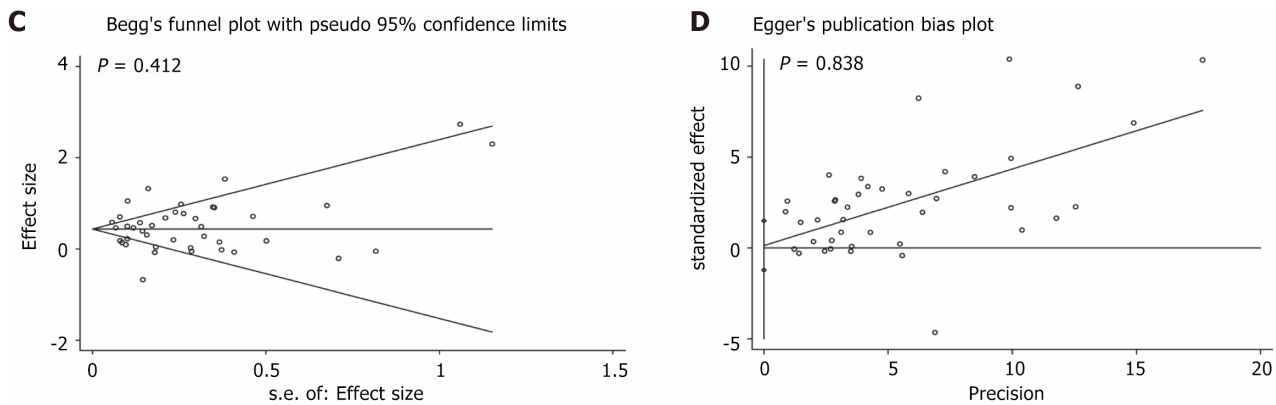 C
Begg's funnel plot with pseudo 95% confidence limits
P = 0.412
4
2
0
-2
Effect size
0
0.5
1
1.5
s.e. of: Effect size
D
Egger's publication bias plot
P = 0.838
10
5
0
-5
standardized effect
0
5
10
15
20
Precision